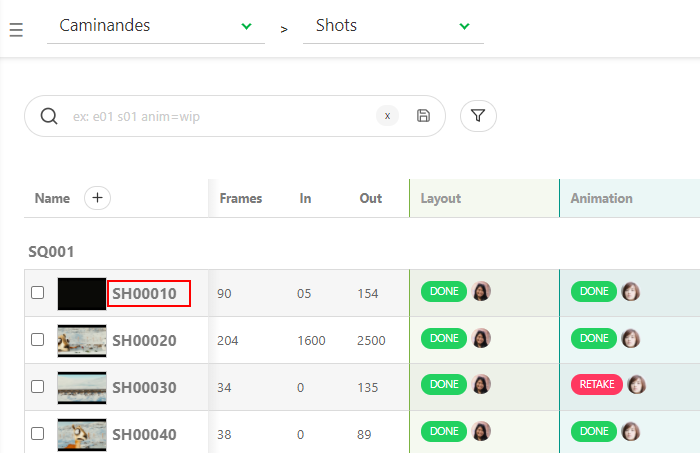 Caminandes > Shots
ex: e01 s01 anim=wip x
Name + Frames In Out Layout Animation
SQ001
SH00010 90 05 154 DONE DONE
SH00020 204 1600 2500 DONE DONE
SH00030 34 0 135 DONE RETAKE
SH00040 38 0 89 DONE DONE